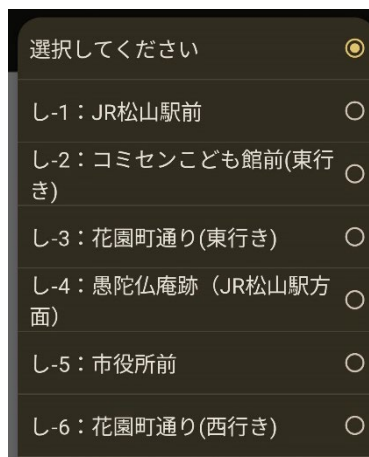 選択してください
し-1：JR松山駅前
し-2：コミセンこども館前(東行
き)
し-3：花園町通り(東行き)
し-4：愚陀仏庵跡（JR松山駅方
面）
し-5：市役所前
し-6：花園町通り(西行き)